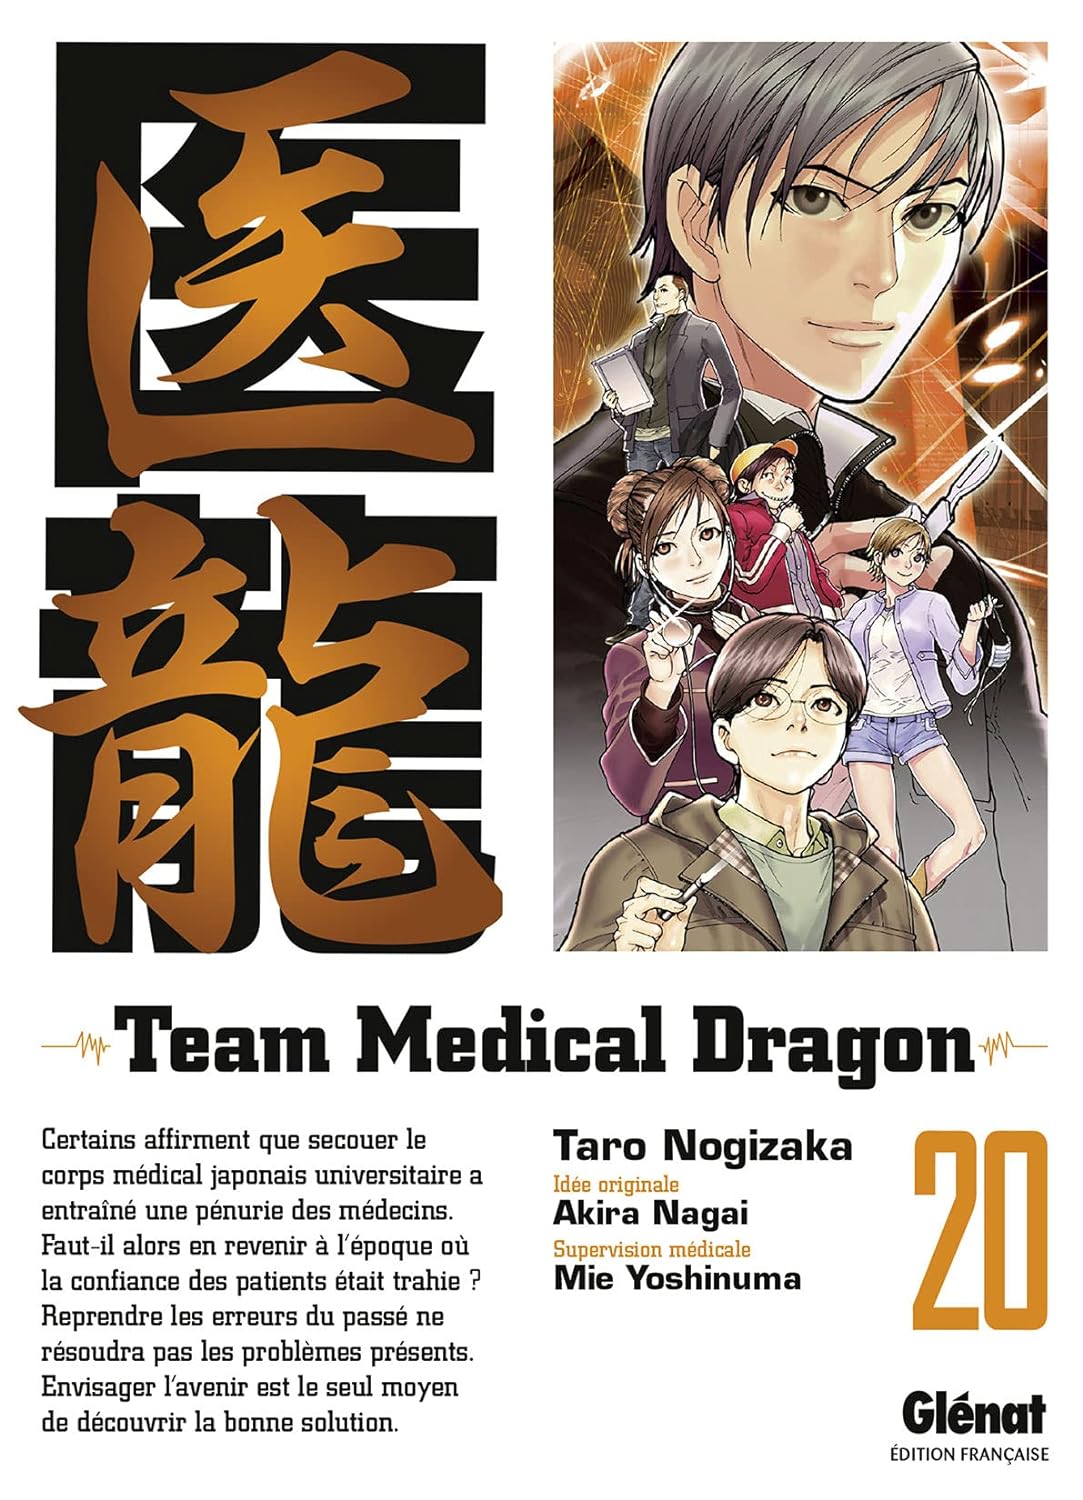 医
龍
Team Medical Dragon
Certains affirment que secouer le
corps médical japonais universitaire a
entraîné une pénurie des médecins.
Faut-il alors en revenir à l'époque où
la confiance des patients était trahie ?
Reprendre les erreurs du passé ne
résoudra pas les problèmes présents.
Envisager l'avenir est le seul moyen
de découvrir la bonne solution.
Taro Nogizaka
Idée originale
Akira Nagai
Supervision médicale
Mie Yoshinuma
20
Glénat
ÉDITION FRANÇAISE